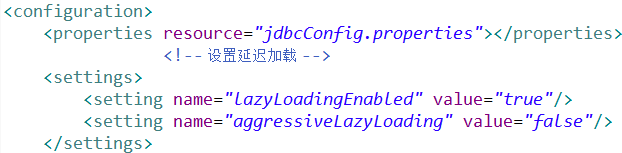 <configuration>
<properties resource="jdbcConfig.properties"></properties>
<!-- 设置延迟加载 -->
<settings>
<setting name="lazyLoadingEnabled" value="true"/>
<setting name="aggressiveLazyLoading" value="false"/>
</settings>